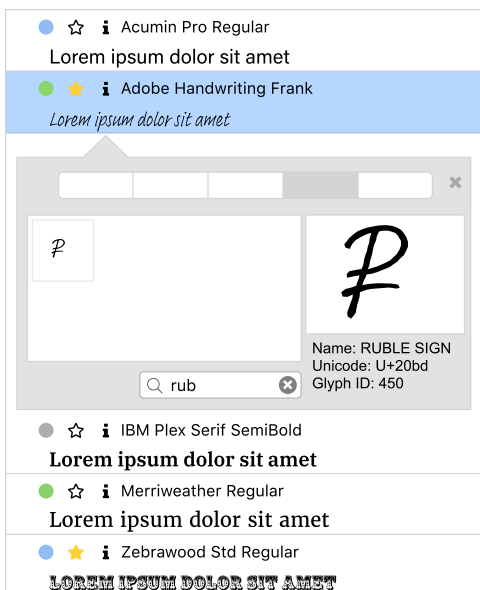 Acumin Pro Regular
Lorem ipsum dolor sit amet
Adobe Handwriting Frank
Lorem ipsum dolor sit amet
₽
₽
Name: RUBLE SIGN
Unicode: U+20bd
Glyph ID: 450
rub
IBM Plex Serif SemiBold
Lorem ipsum dolor sit amet
Merriweather Regular
Lorem ipsum dolor sit amet
Zebrawood Std Regular
LOREM IPSUM DOLOR SIT AMET